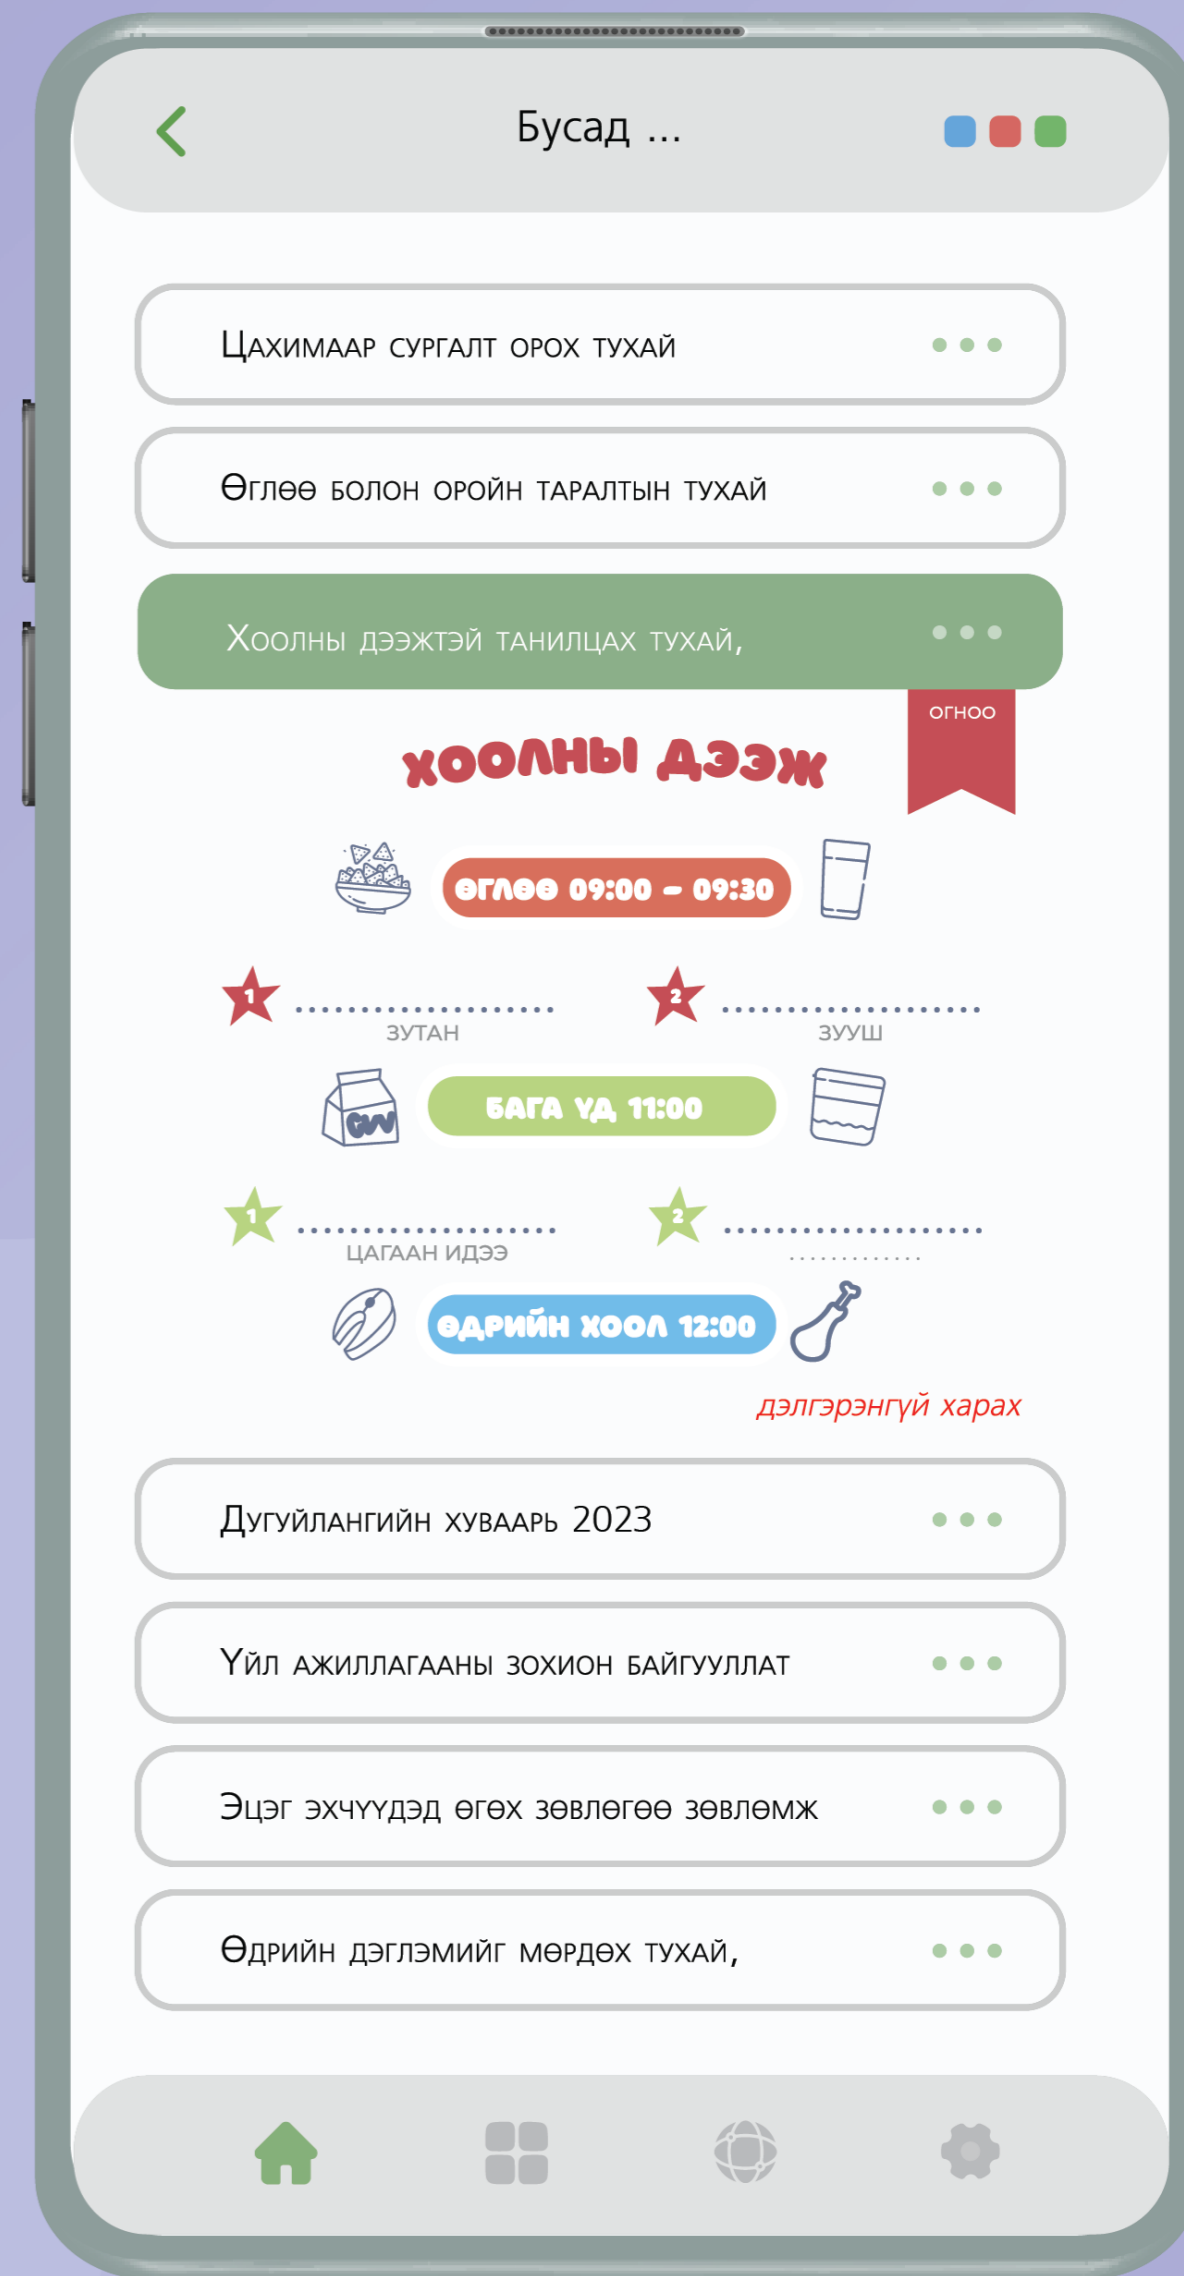 Бусад ...
Цахимаар сургалт орох тухай
Өглөө болон оройн таралтын тухай
Хоолны дээжтэй танилцах тухай,
ОГНОО
ХООЛНЫ ДЭЭЖ
ӨГЛӨӨ 09:00 – 09:30
1 ................... 2 ...................
ЗУТАН ЗУУШ
БАГА ҮД 11:00
1 ................... 2 ...................
ЦАГААН ИДЭЭ .............
ӨДРИЙН ХООЛ 12:00
дэлгэрэнгүй харах
Дугуйлангийн хуваарь 2023
Үйл ажиллагааны зохион байгууллат
Эцэг эхчүүдэд өгөх зөвлөгөө зөвлөмж
Өдрийн дэглэмийг мөрдөх тухай,